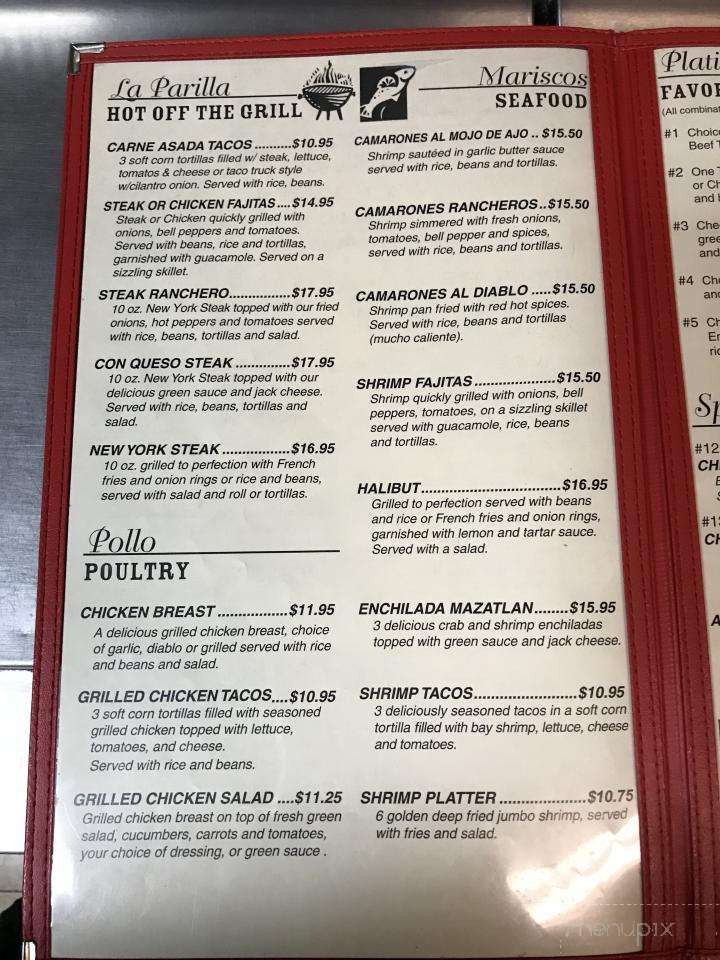 La Parilla
HOT OFF THE GRILL
CARNE ASADA TACOS ..........$10.95
3 soft corn tortillas filled w/ steak, lettuce,
tomatos & cheese or taco truck style
w/cilantro onion. Served with rice, beans.
STEAK OR CHICKEN FAJITAS....$14.95
Steak or Chicken quickly grilled with
onions, bell peppers and tomatoes.
Served with beans, rice and tortillas,
garnished with guacamole. Served on a
sizzling skillet.
STEAK RANCHERO................$17.95
10 oz. New York Steak topped with our fried
onions, hot peppers and tomatoes served
with rice, beans, tortillas and salad.
CON QUESO STEAK ..............$17.95
10 oz. New York Steak topped with our
delicious green sauce and jack cheese.
Served with rice, beans, tortillas and
salad.
NEW YORK STEAK .................$16.95
10 oz. grilled to perfection with French
fries and onion rings or rice and beans,
served with salad and roll or tortillas.
Pollo
POULTRY
CHICKEN BREAST .................$11.95
A delicious grilled chicken breast, choice
of garlic, diablo or grilled served with rice
and beans and salad.
GRILLED CHICKEN TACOS....$10.95
3 soft corn tortillas filled with seasoned
grilled chicken topped with lettuce,
tomatoes, and cheese.
Served with rice and beans.
GRILLED CHICKEN SALAD ....$11.25
Grilled chicken breast on top of fresh green
salad, cucumbers, carrots and tomatoes,
your choice of dressing, or green sauce .
Mariscos
SEAFOOD
CAMARONES AL MOJO DE AJO .. $15.50
Shrimp sautéed in garlic butter sauce
served with rice, beans and tortillas.
CAMARONES RANCHEROS..$15.50
Shrimp simmered with fresh onions,
tomatoes, bell pepper and spices,
served with rice, beans and tortillas.
CAMARONES AL DIABLO .....$15.50
Shrimp pan fried with red hot spices.
Served with rice, beans and tortillas
(mucho caliente).
SHRIMP FAJITAS ....................$15.50
Shrimp quickly grilled with onions, bell
peppers, tomatoes, on a sizzling skillet
served with guacamole, rice, beans
and tortillas.
HALIBUT...................................$16.95
Grilled to perfection served with beans
and rice or French fries and onion rings,
garnished with lemon and tartar sauce.
Served with a salad.
ENCHILADA MAZATLAN........$15.95
3 delicious crab and shrimp enchiladas
topped with green sauce and jack cheese.
SHRIMP TACOS.........................$10.95
3 deliciously seasoned tacos in a soft corn
tortilla filled with bay shrimp, lettuce, cheese
and tomatoes.
SHRIMP PLATTER .....................$10.75
6 golden deep fried jumbo shrimp, served
with fries and salad.
#1
#2 One
or
and
#3
and
#4
#5
#12
menupix